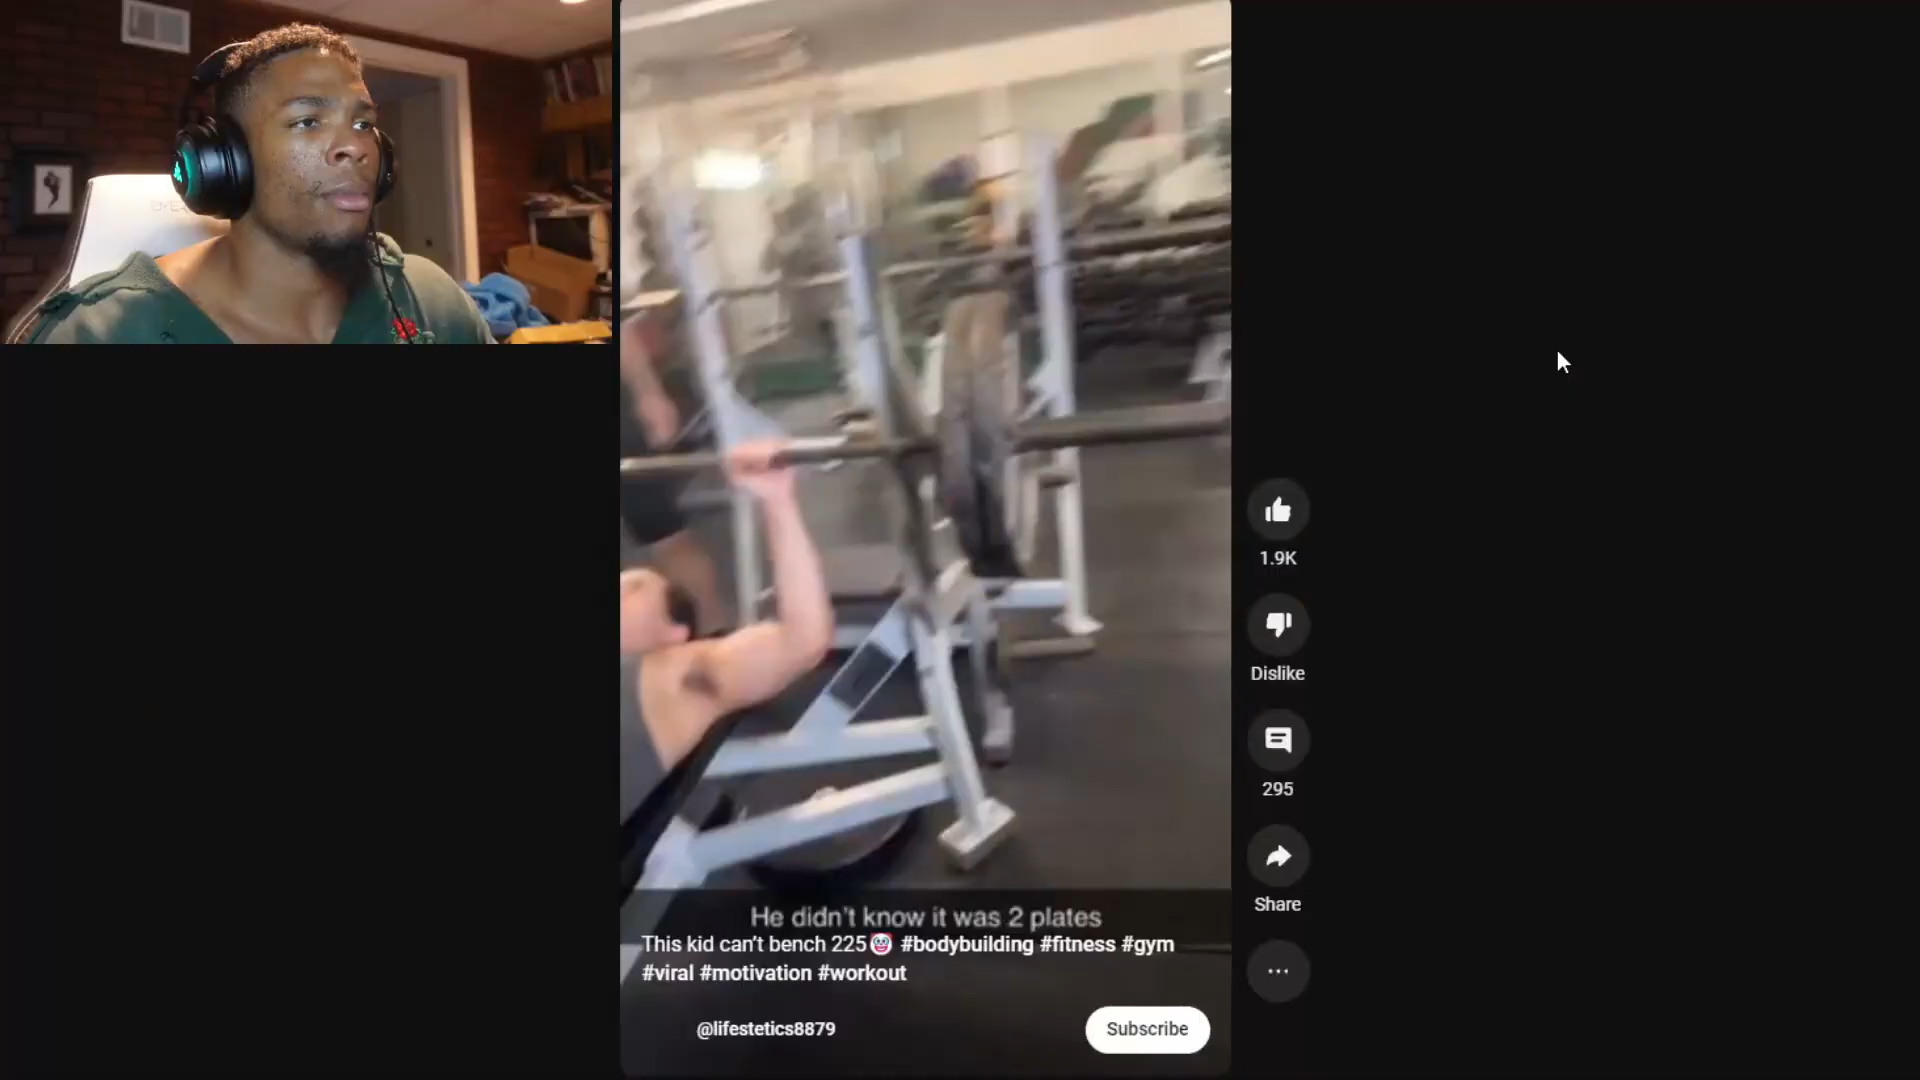 He didn't know it was 2 plates
This kid can't bench 225🤡 #bodybuilding #fitness #gym
#viral #motivation #workout
@lifestetics8879
Subscribe
1.9K
Dislike
295
Share